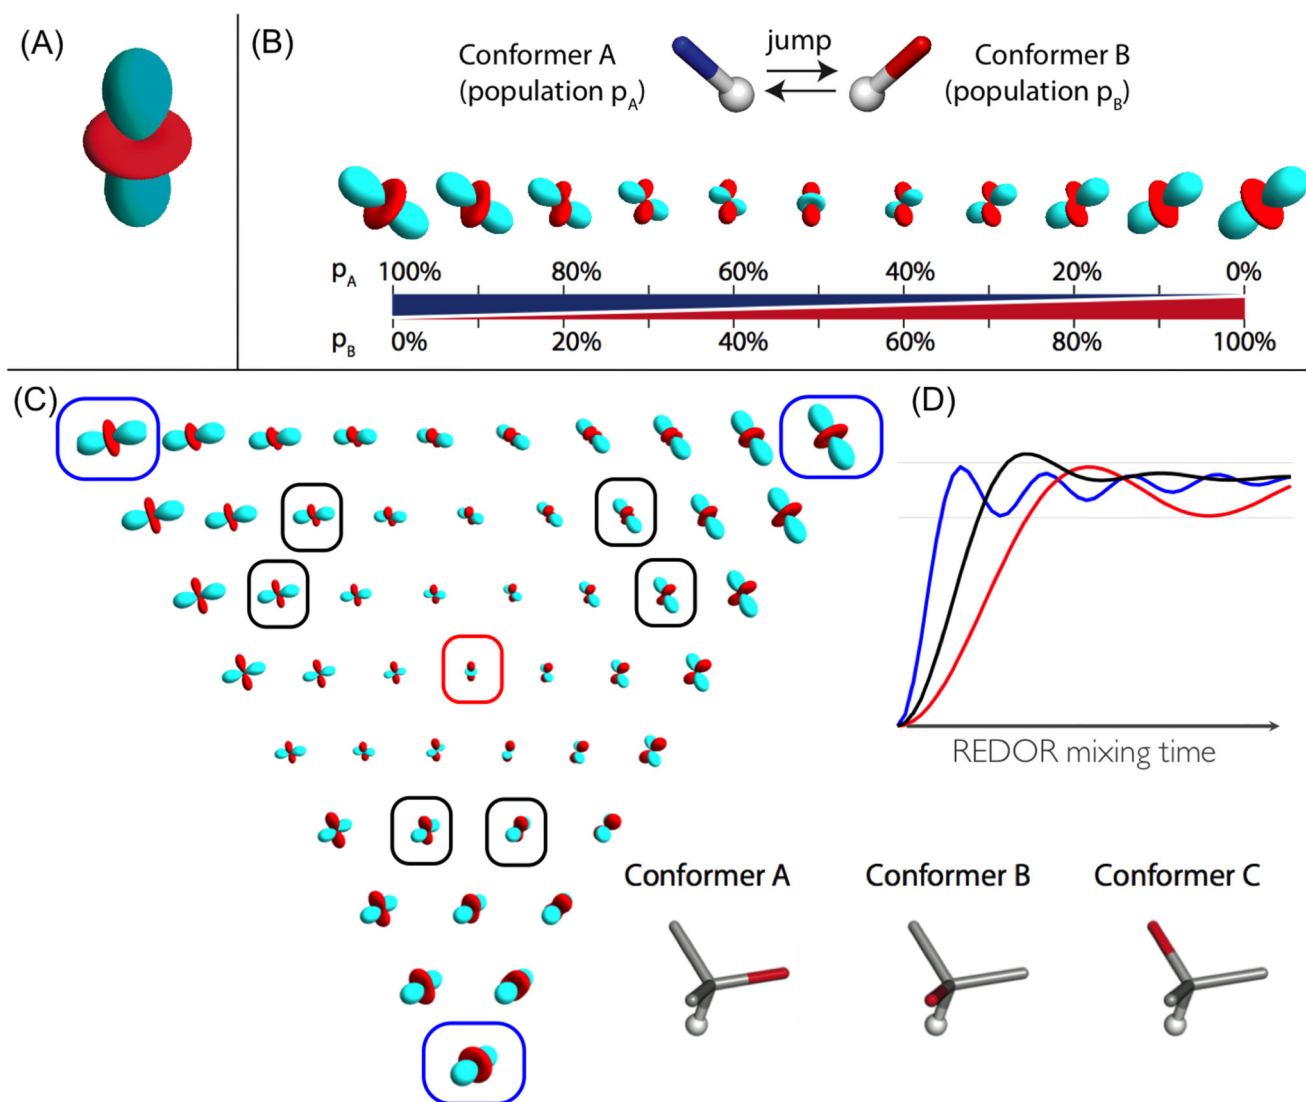 (A)
(B)
Conformer A
(population pA)
jump
Conformer B
(population pB)
pA 100% 80% 60% 40% 20% 0%
pB 0% 20% 40% 60% 80% 100%
(C)
(D)
REDOR mixing time
Conformer A Conformer B Conformer C